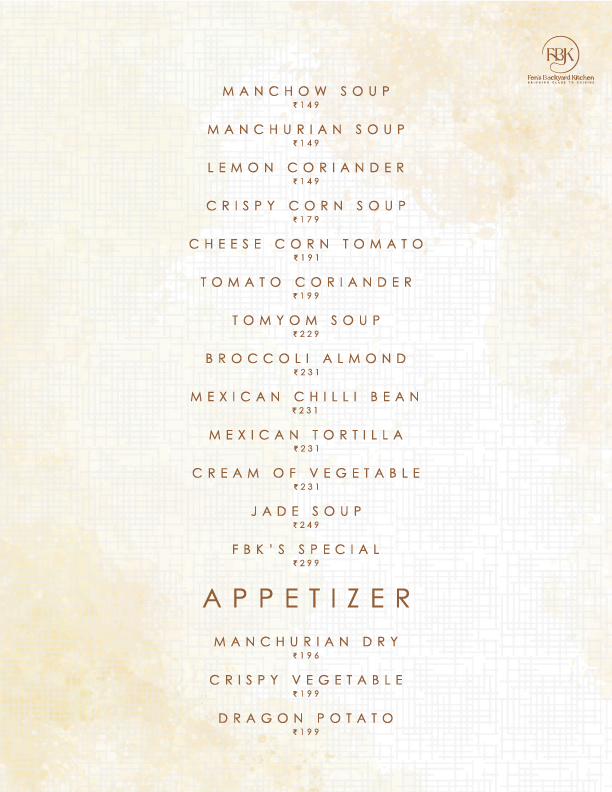 FBK
Fen's Backyard Kitchen
MANCHOW SOUP
₹149
MANCHURIAN SOUP
₹149
LEMON CORIANDER
₹149
CRISPY CORN SOUP
₹179
CHEESE CORN TOMATO
₹191
TOMATO CORIANDER
₹199
TOMYOM SOUP
₹229
BROCCOLI ALMOND
₹231
MEXICAN CHILLI BEAN
₹231
MEXICAN TORTILLA
₹231
CREAM OF VEGETABLE
₹231
JADE SOUP
₹249
FBK'S SPECIAL
₹299
APPETIZER
MANCHURIAN DRY
₹196
CRISPY VEGETABLE
₹199
DRAGON POTATO
₹199